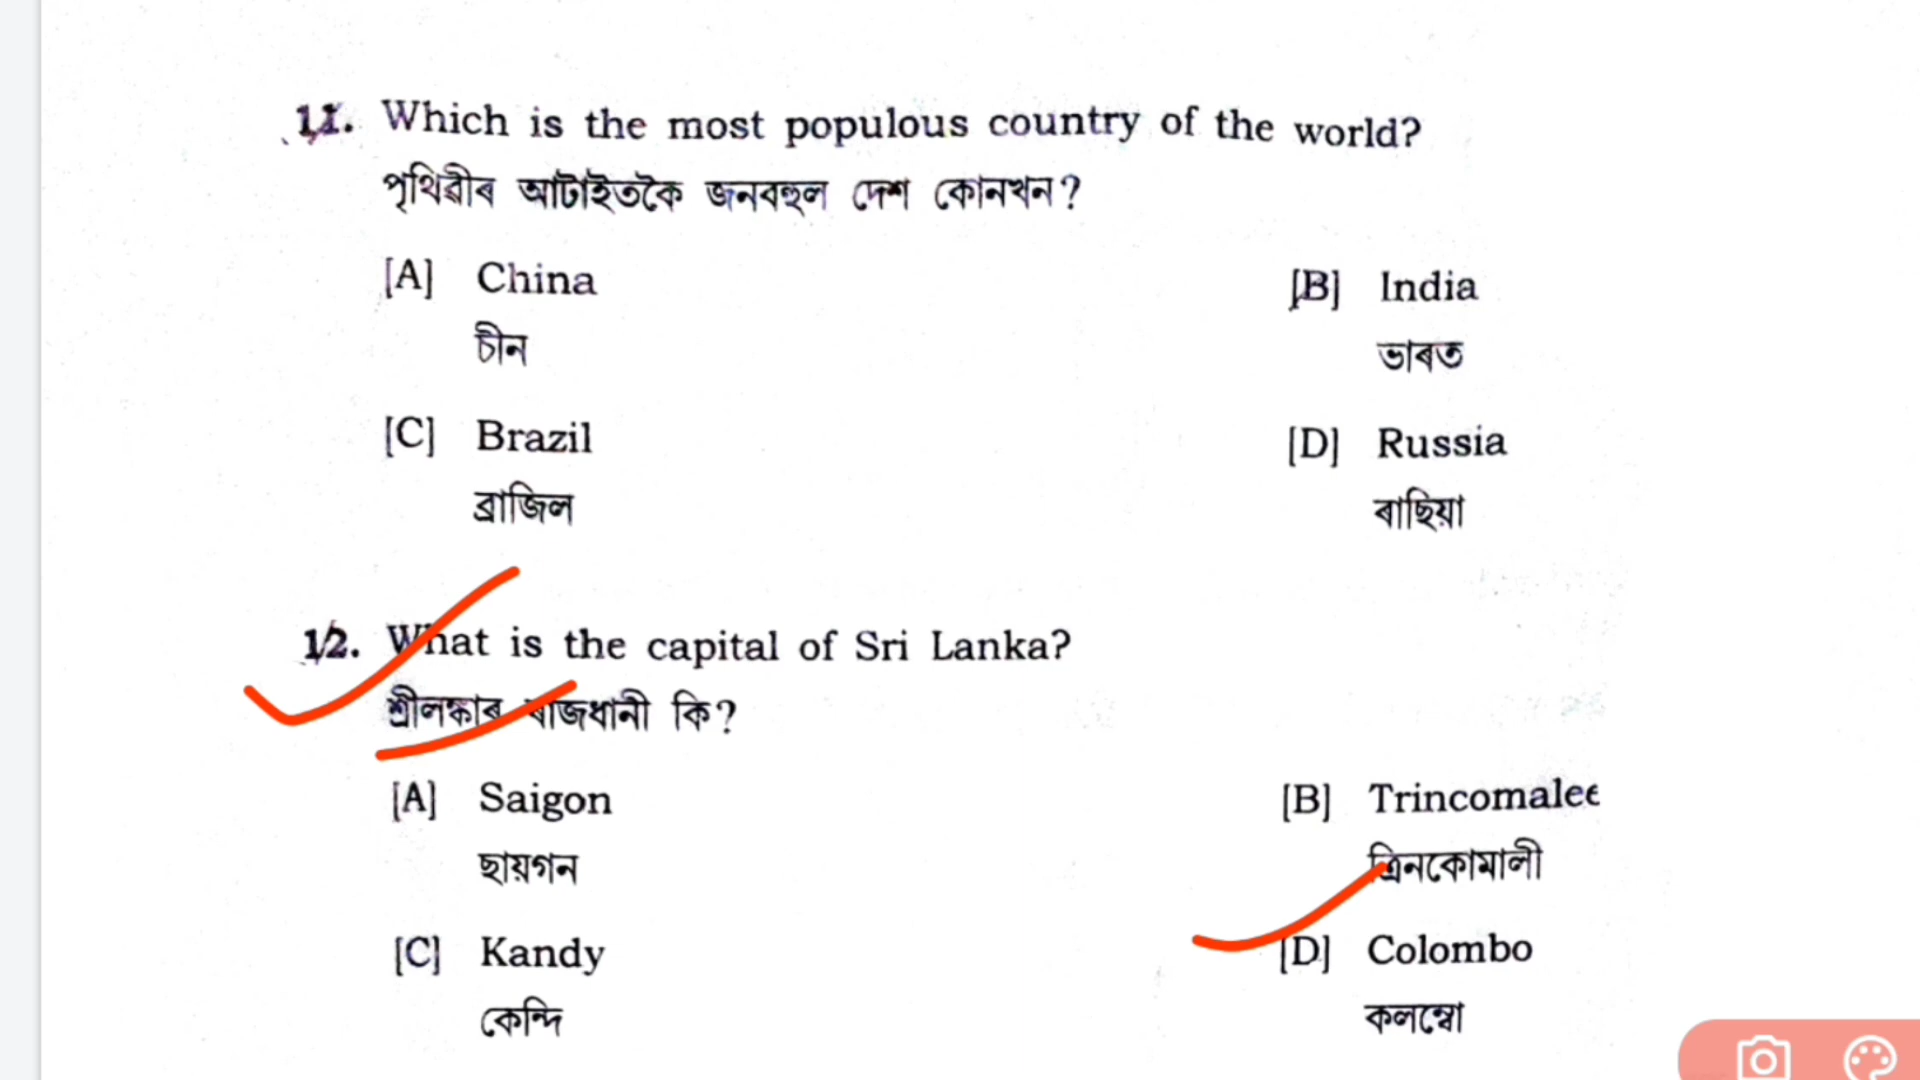 11. Which is the most populous country of the world?
পৃথিৱীৰ আটাইতকৈ জনবহুল দেশ কোনখন?
[A] China [B] India
চীন ভাৰত
[C] Brazil [D] Russia
ব্ৰাজিল ৰাছিয়া
12. What is the capital of Sri Lanka?
শ্ৰীলঙ্কাৰ ৰাজধানী কি?
[A] Saigon [B] Trincomalee
ছায়গন ত্ৰিনকোমালী
[C] Kandy [D] Colombo
কেন্দি কলম্বো